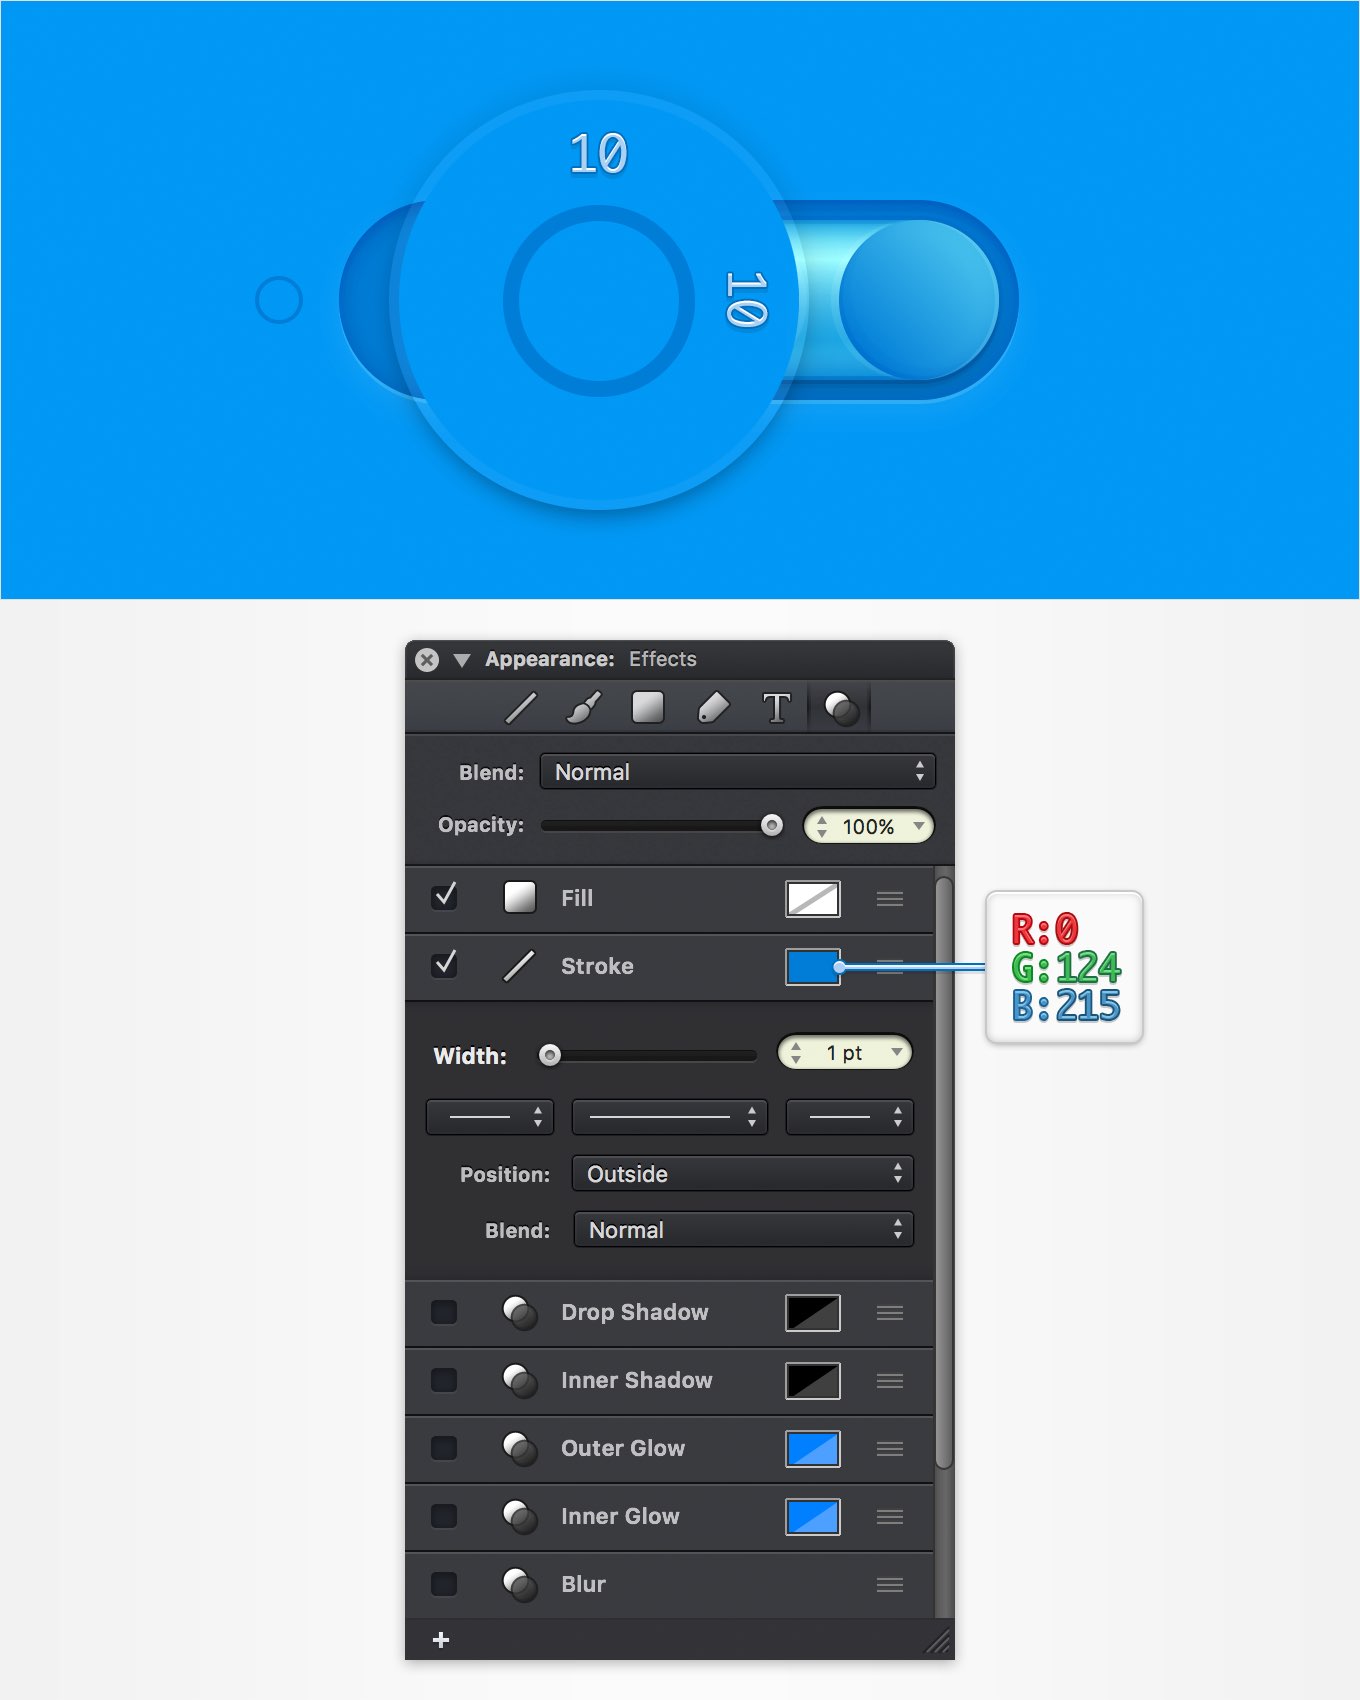 10
10
Appearance: Effects
T
Blend: Normal
Opacity: 100%
Fill
Stroke
R:0
G:124
B:215
Width: 1 pt
Position: Outside
Blend: Normal
Drop Shadow
Inner Shadow
Outer Glow
Inner Glow
Blur